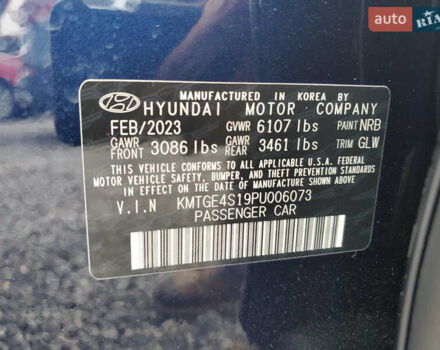 AUTO
RIA
MANUFACTURED IN KOREA BY
HYUNDAI MOTOR COMPANY
FEB/2023 GVWR 6107 lbs PAINT NRB
GAWR FRONT 3086 lbs GAWR REAR 3461 lbs TRIM GLW
THIS VEHICLE CONFORMS TO ALL APPLICABLE U.S.A. FEDERAL
MOTOR VEHICLE SAFETY, BUMPER, AND THEFT PREVENTION
STANDARDS IN EFFECT ON THE DATE OF MANUFACTURE SHOWN ABOVE.
V.I.N KMTGE4S19PU006073
PASSENGER CAR